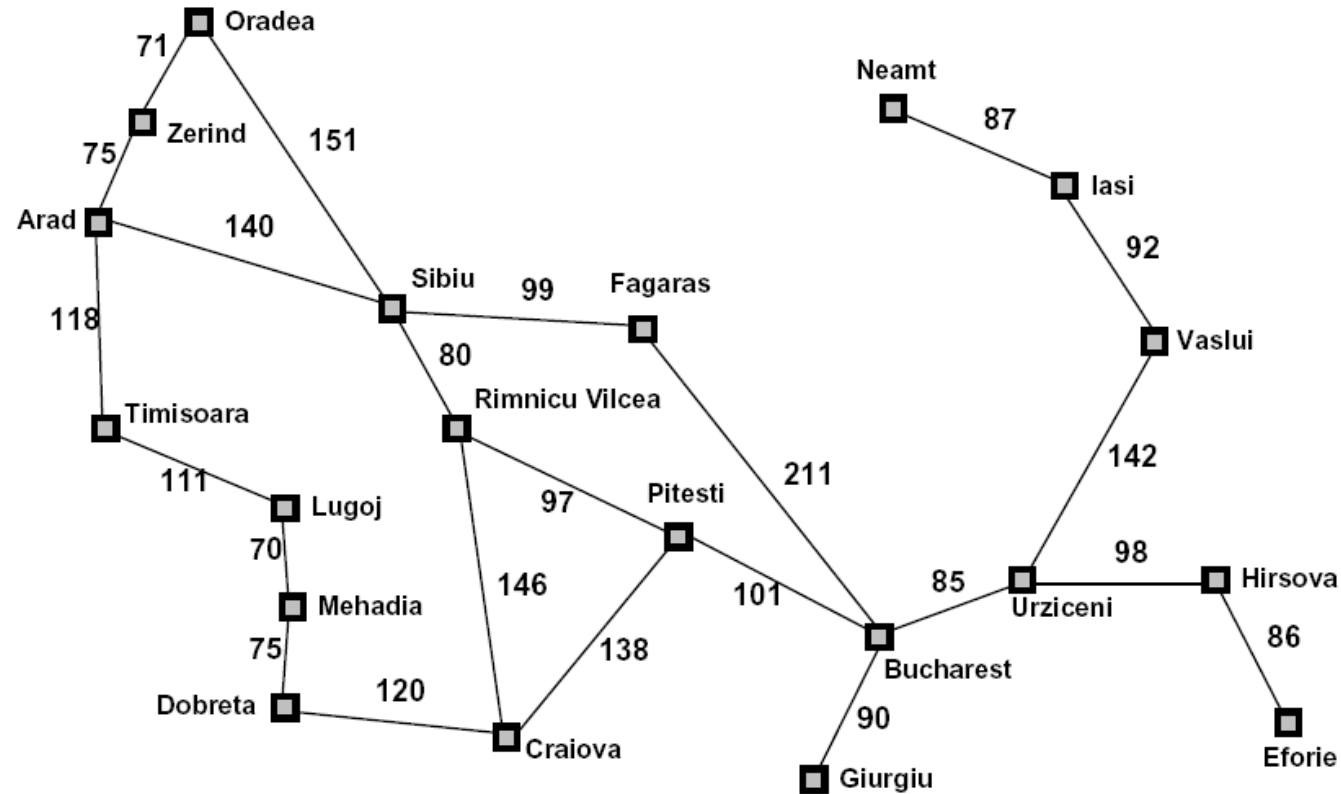 Oradea
71
Neamt
87
Zerind
151
75
Iasi
Arad
140
92
Sibiu
Fagaras
99
118
80
Vaslui
Rimnicu Vilcea
Timisoara
142
111
211
Pitesti
Lugoj
97
70
98
Hirsova
146
101
85
Urziceni
Mehadia
86
75
138
Bucharest
120
Dobreta
90
Craiova
Eforie
Giurgiu